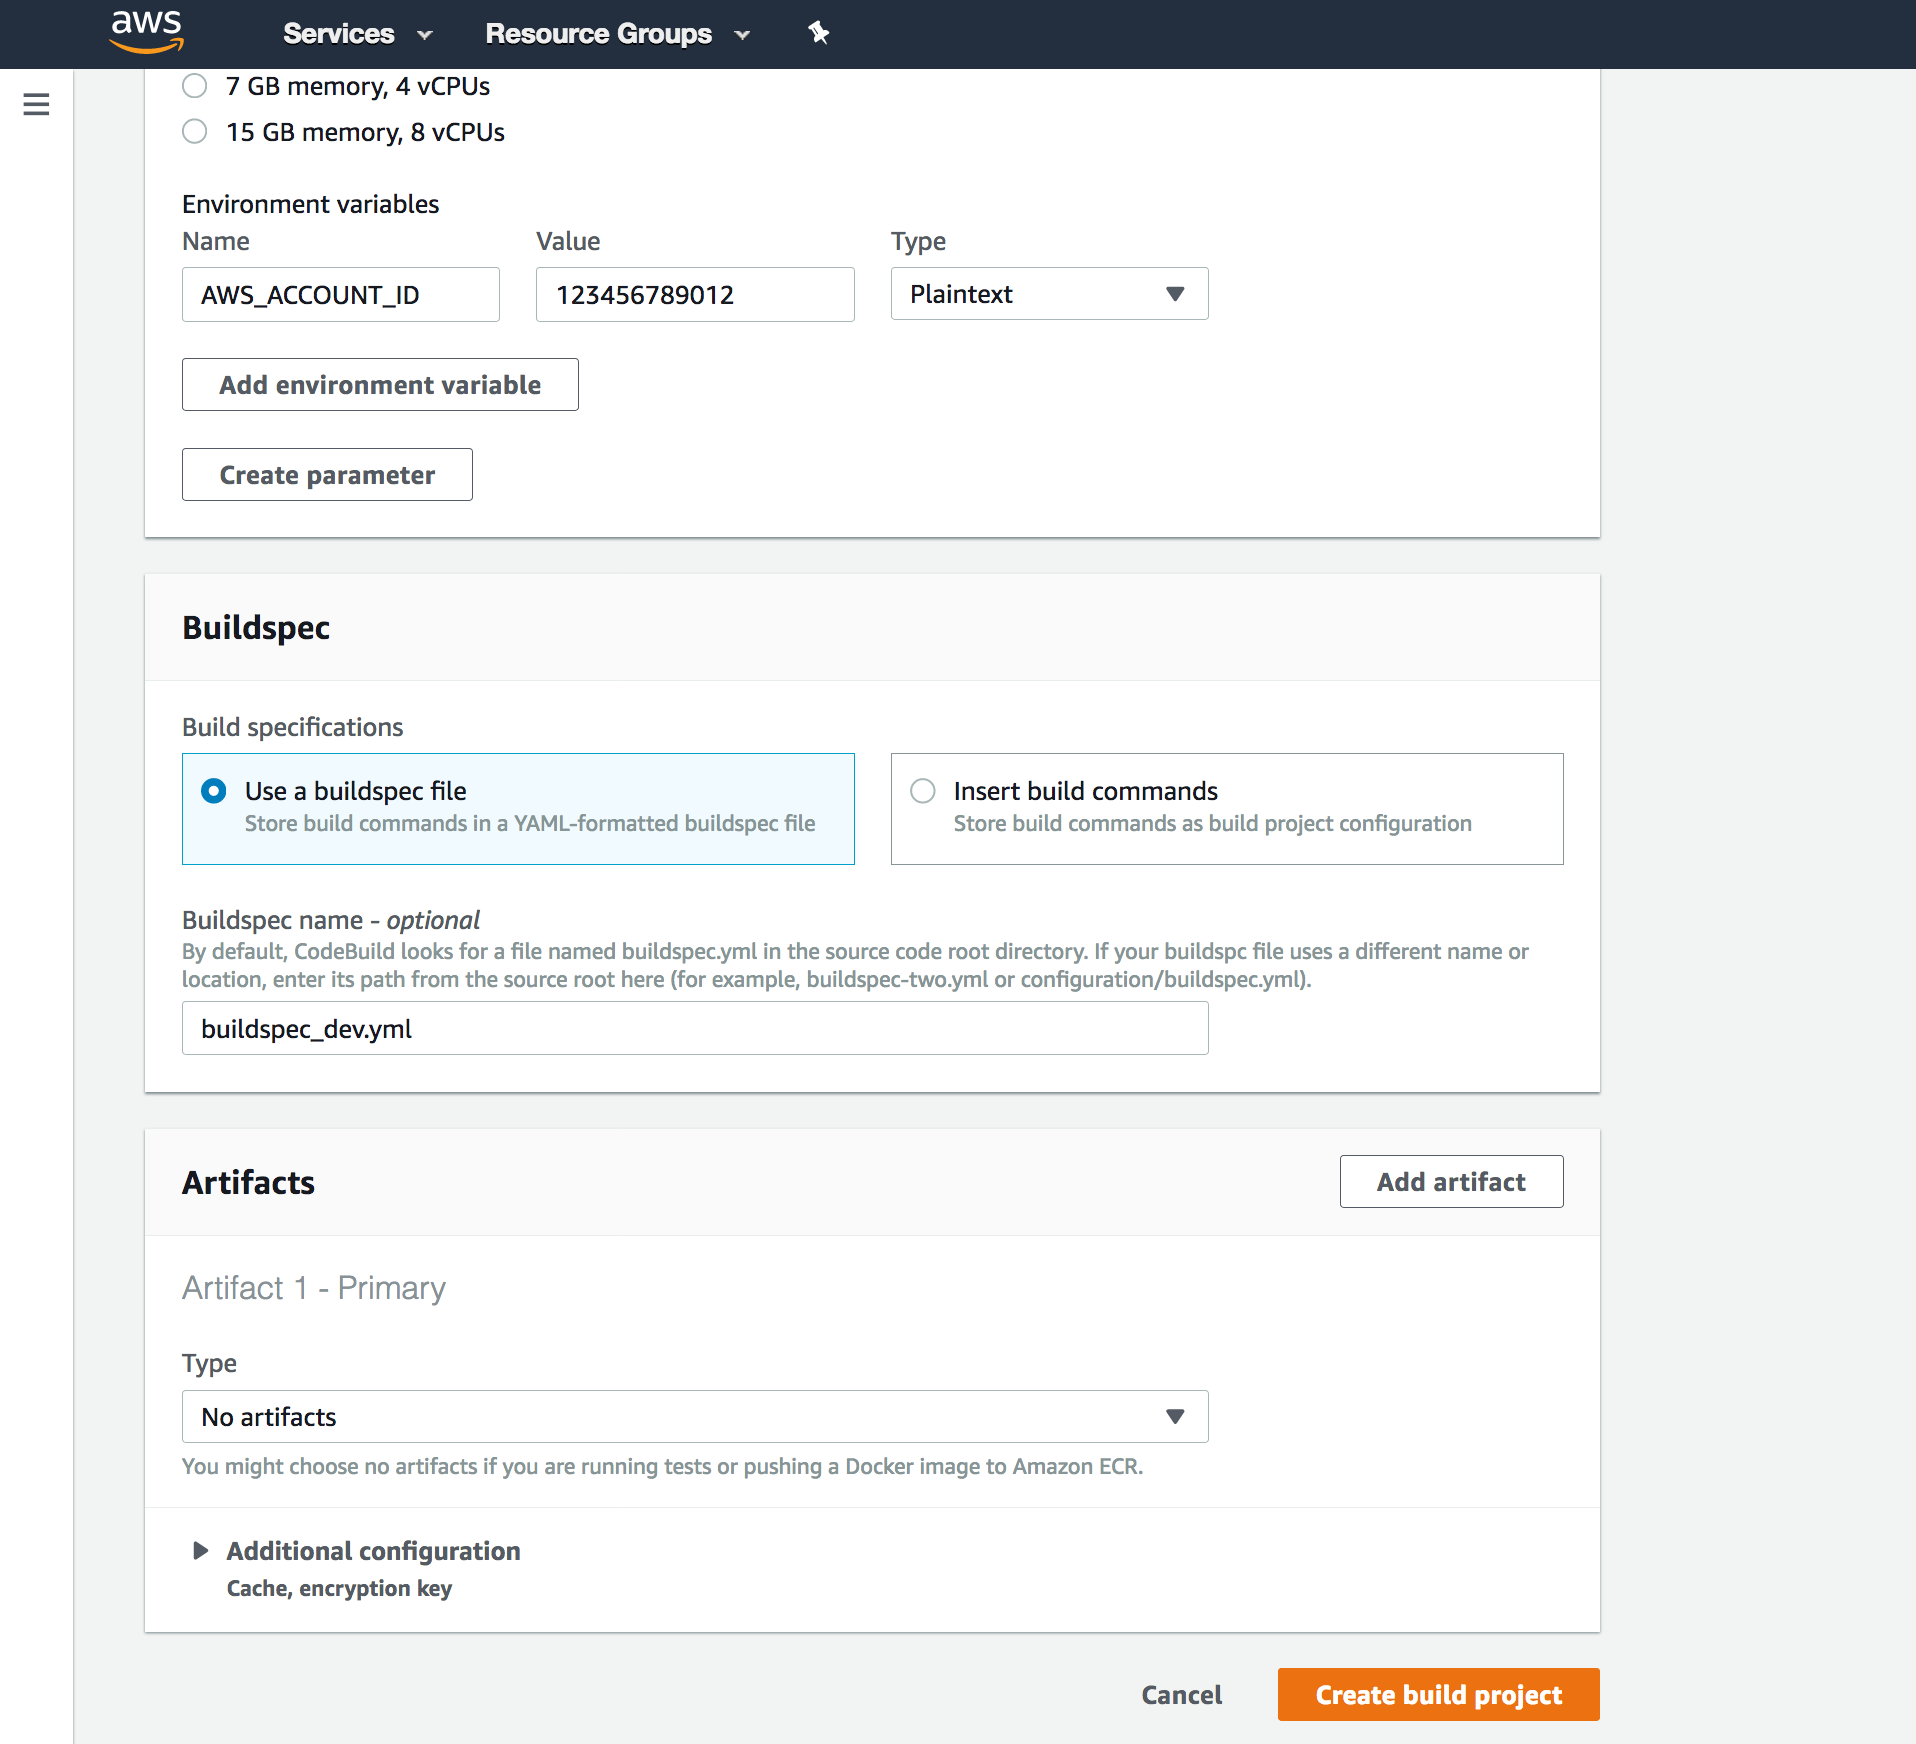 aws Services Resource Groups
7 GB memory, 4 vCPUs
15 GB memory, 8 vCPUs
Environment variables
Name Value Type
AWS_ACCOUNT_ID 123456789012 Plaintext
Add environment variable
Create parameter
Buildspec
Build specifications
Use a buildspec file
Store build commands in a YAML-formatted buildspec file
Insert build commands
Store build commands as build project configuration
Buildspec name - optional
By default, CodeBuild looks for a file named buildspec.yml in the source code root directory. If your buildspc file uses a different name or
location, enter its path from the source root here (for example, buildspec-two.yml or configuration/buildspec.yml).
buildspec_dev.yml
Artifacts Add artifact
Artifact 1 - Primary
Type
No artifacts
You might choose no artifacts if you are running tests or pushing a Docker image to Amazon ECR.
Additional configuration
Cache, encryption key
Cancel Create build project